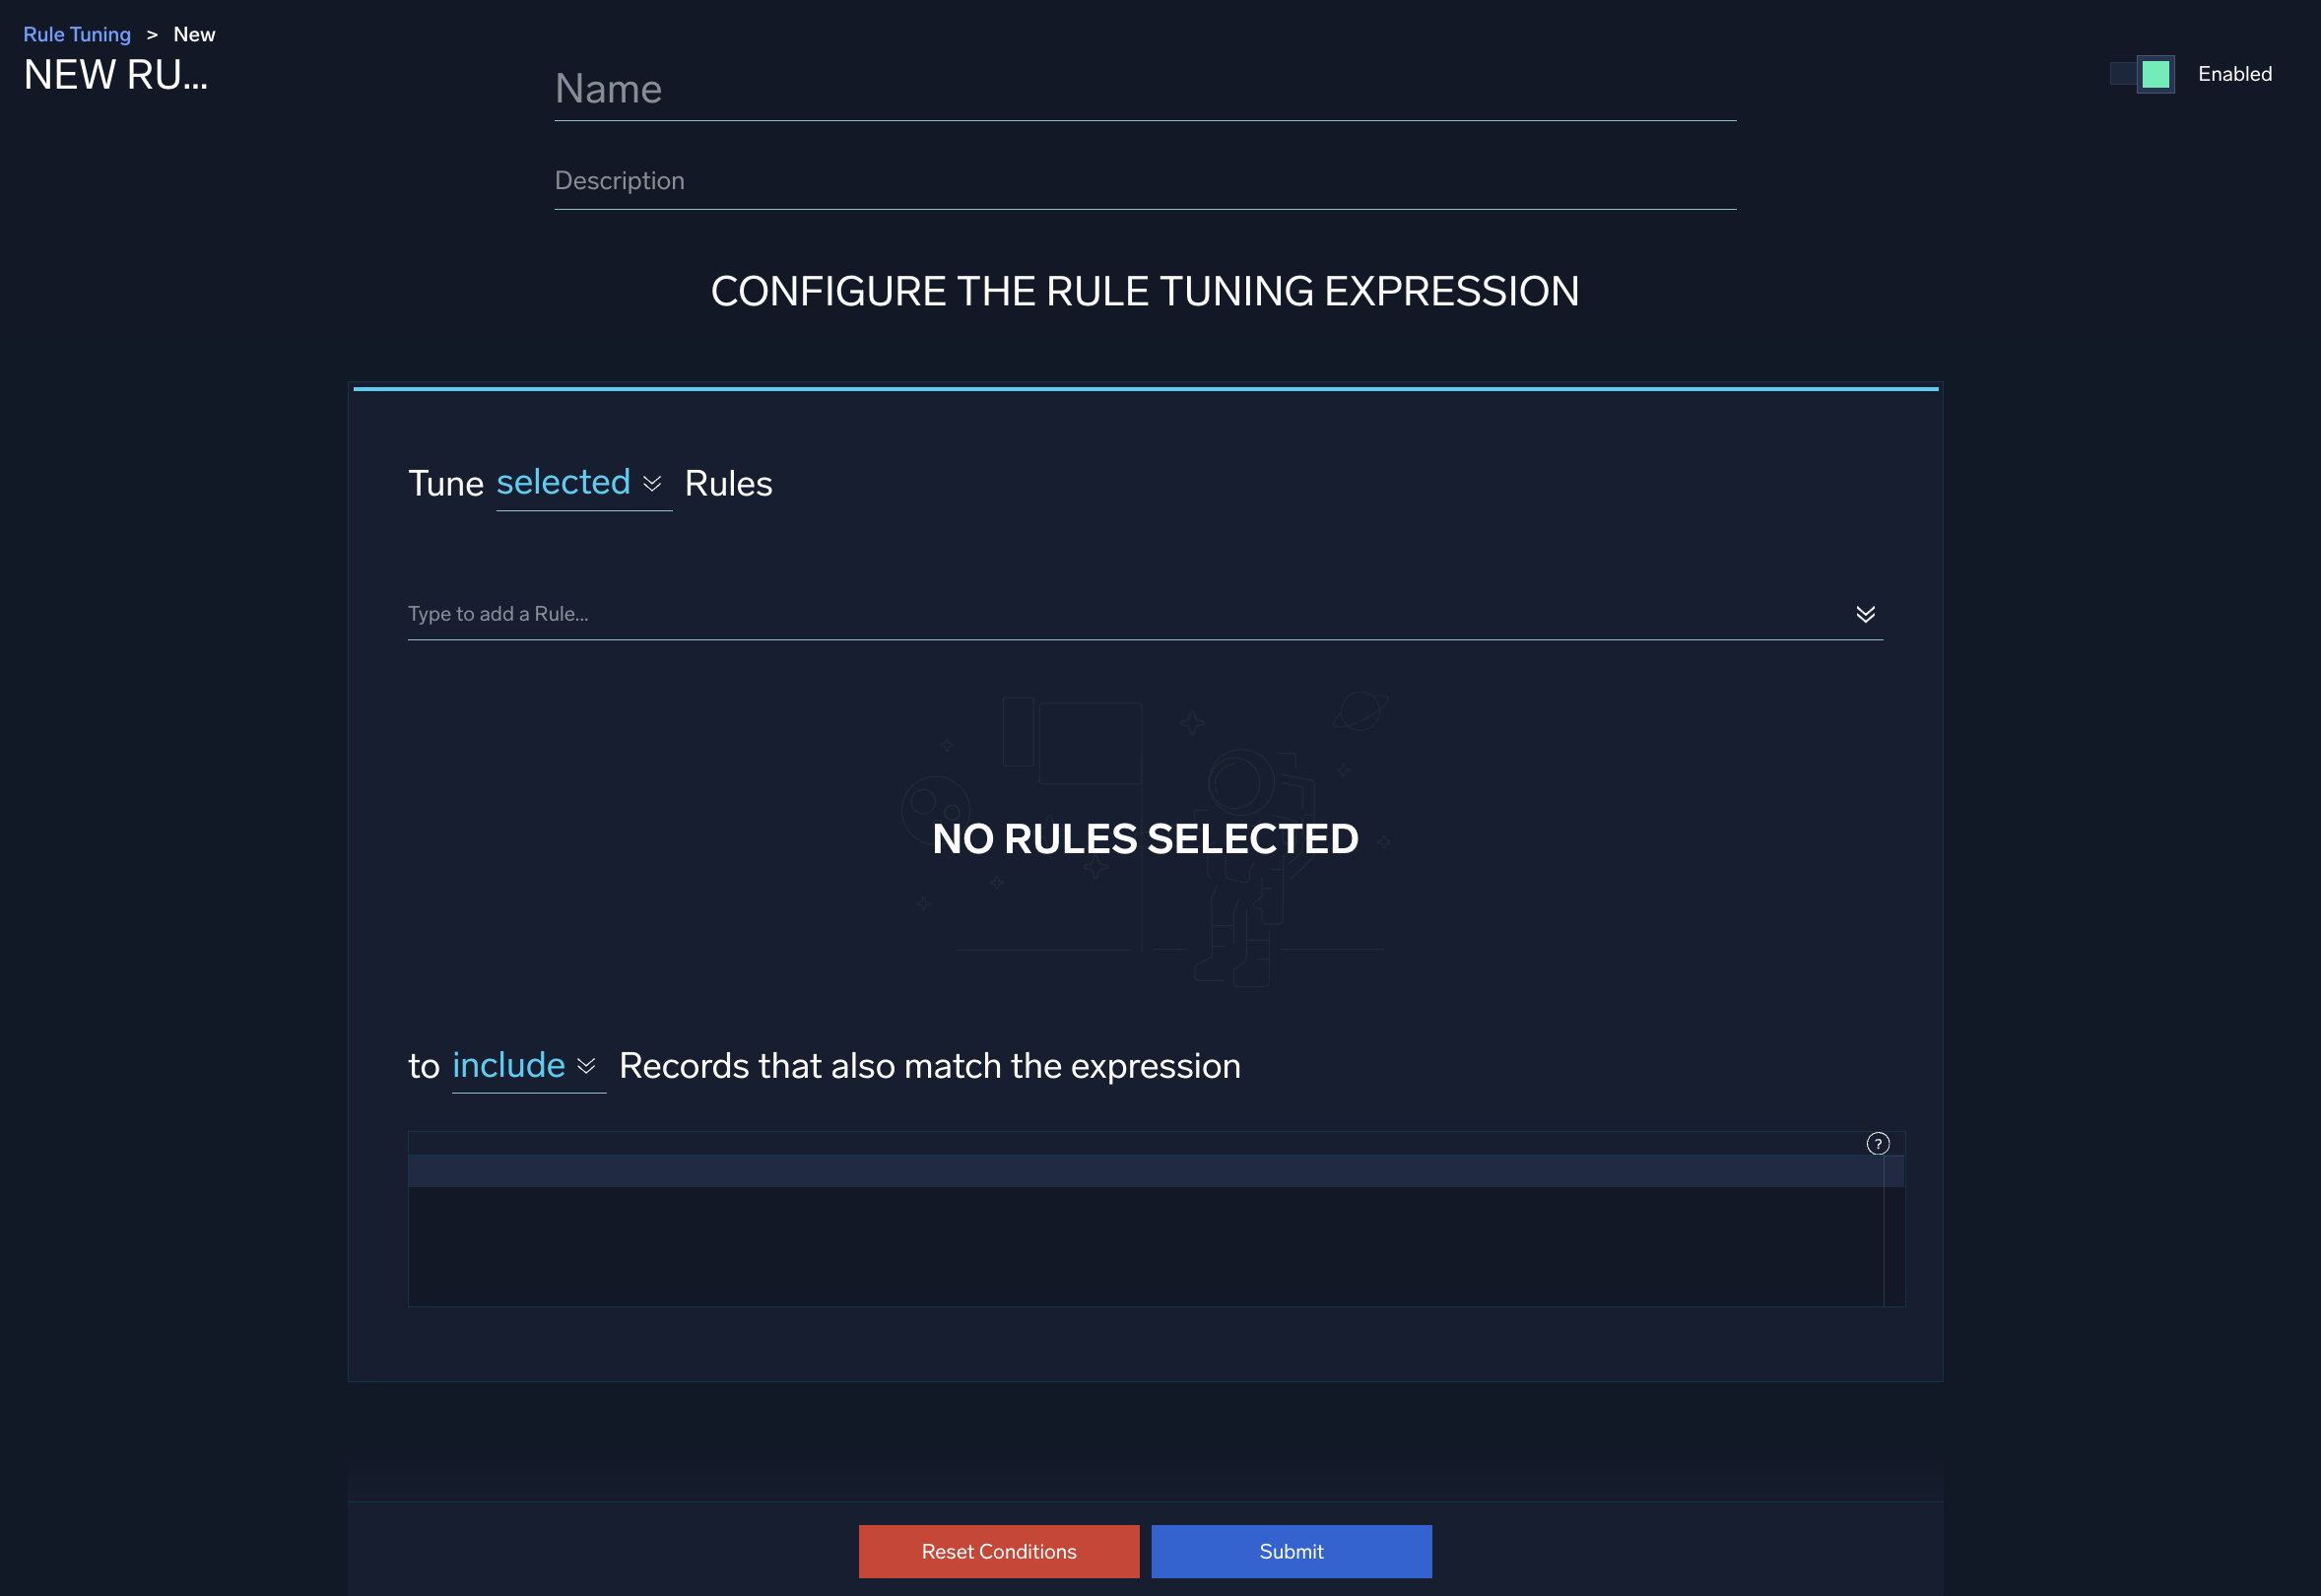 Rule Tuning > New
NEW RU...
Name
Enabled
Description
CONFIGURE THE RULE TUNING EXPRESSION
Tune selected Rules
Type to add a Rule...
NO RULES SELECTED
to include Records that also match the expression
?
Reset Conditions
Submit